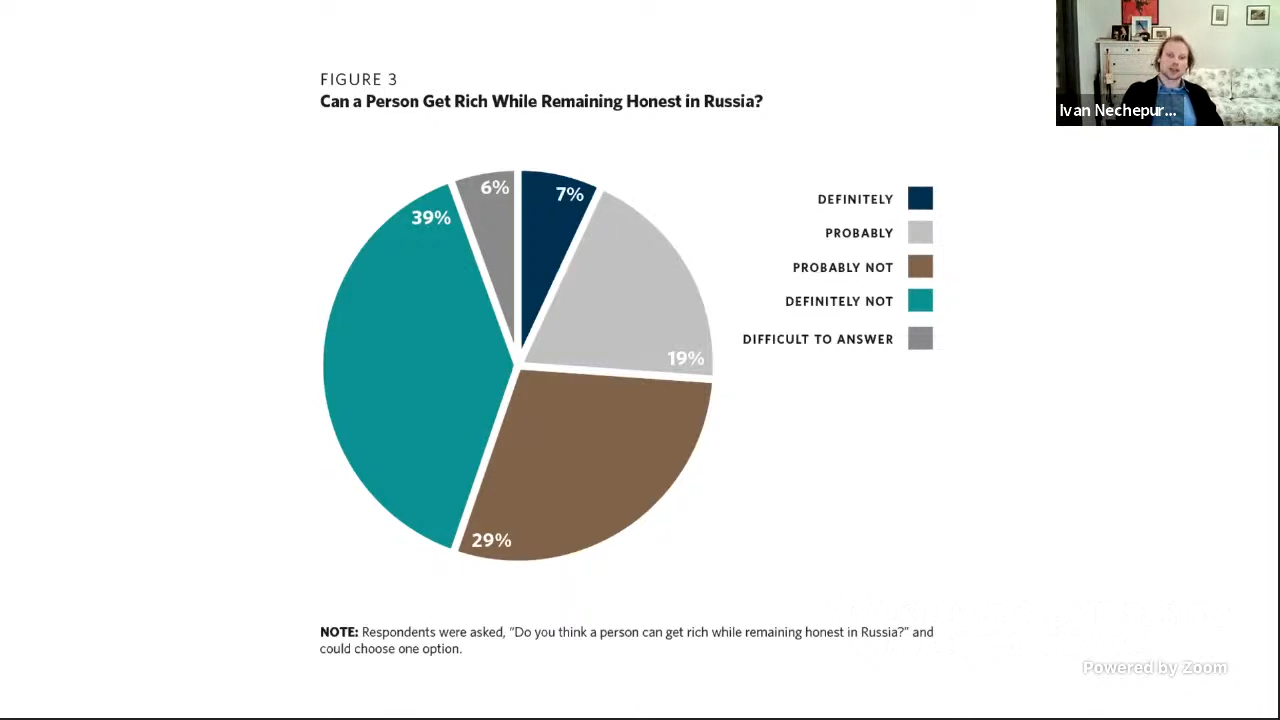 FIGURE 3
Can a Person Get Rich While Remaining Honest in Russia?
Ivan Nechepur...
6%
7%
39%
19%
29%
DEFINITELY
PROBABLY
PROBABLY NOT
DEFINITELY NOT
DIFFICULT TO ANSWER
NOTE: Respondents were asked, “Do you think a person can get rich while remaining honest in Russia?” and
could choose one option.
Powered by Zoom